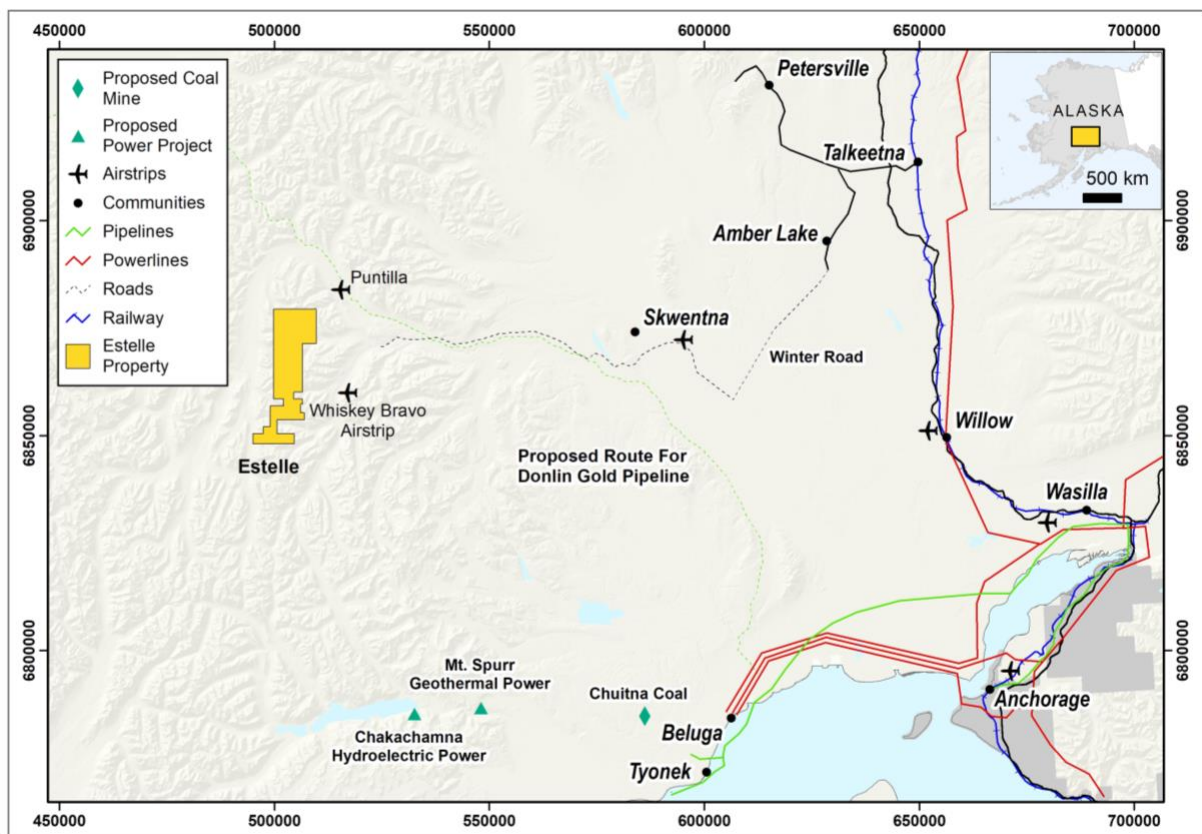 450000 500000 550000 600000 650000 700000
Proposed Coal
Mine
Proposed
Power Project
Airstrips
Communities
Pipelines
Powerlines
Roads
Railway
Estelle
Property
ALASKA
500 km
Petersville
Talkeetna
6900000
6900000
Amber Lake
Puntilla
Skwentna
Winter Road
Whiskey Bravo
Airstrip
Willow
6850000
6850000
Estelle
Proposed Route For
Donlin Gold Pipeline
Wasilla
6800000
6800000
Mt. Spurr
Geothermal Power
Chuitna Coal
Anchorage
Chakachamna
Hydroelectric Power
Beluga
Tyonek
450000 500000 550000 600000 650000 700000